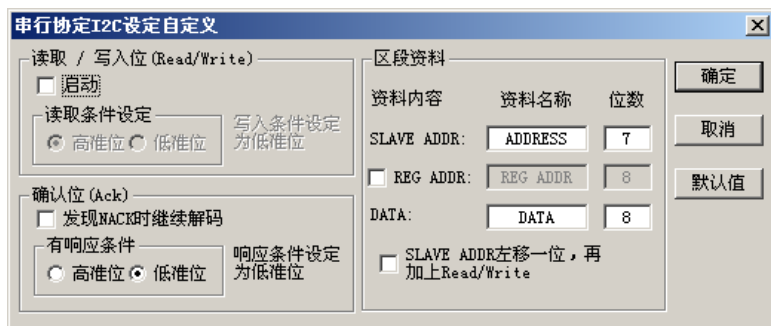 串行协定I2C设定自定义
读取 / 写入位(Read/Write)
启动
读取条件设定
高准位 低准位
写入条件设定
为低准位
确认位(Ack)
发现NACK时继续解码
有响应条件
高准位 低准位
响应条件设定
为低准位
区段资料
资料内容 资料名称 位数
SLAVE ADDR: ADDRESS 7
REG ADDR: REG ADDR 8
DATA: DATA 8
SLAVE ADDR左移一位，再
加上Read/Write
确定
取消
默认值